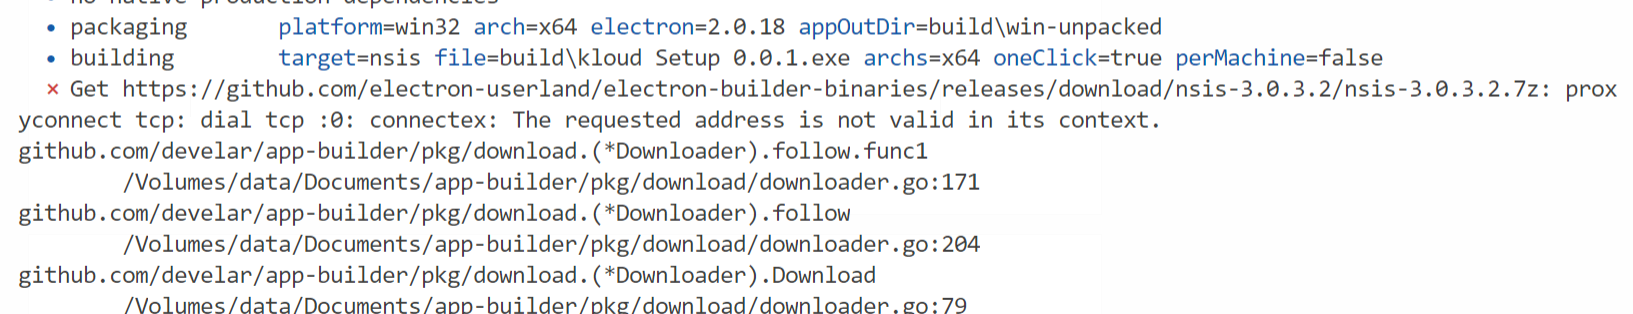 • no native production dependencies
• packaging platform=win32 arch=x64 electron=2.0.18 appOutDir=build\win-unpacked
• building target=nsis file=build\kloud Setup 0.0.1.exe archs=x64 oneClick=true perMachine=false
⨯ Get https://github.com/electron-userland/electron-builder-binaries/releases/download/nsis-3.0.3.2/nsis-3.0.3.2.7z: prox
yconnect tcp: dial tcp :0: connectex: The requested address is not valid in its context.
github.com/develar/app-builder/pkg/download.(*Downloader).follow.func1
/Volumes/data/Documents/app-builder/pkg/download/downloader.go:171
github.com/develar/app-builder/pkg/download.(*Downloader).follow
/Volumes/data/Documents/app-builder/pkg/download/downloader.go:204
github.com/develar/app-builder/pkg/download.(*Downloader).Download
/Volumes/data/Documents/app-builder/pkg/download/downloader.go:79